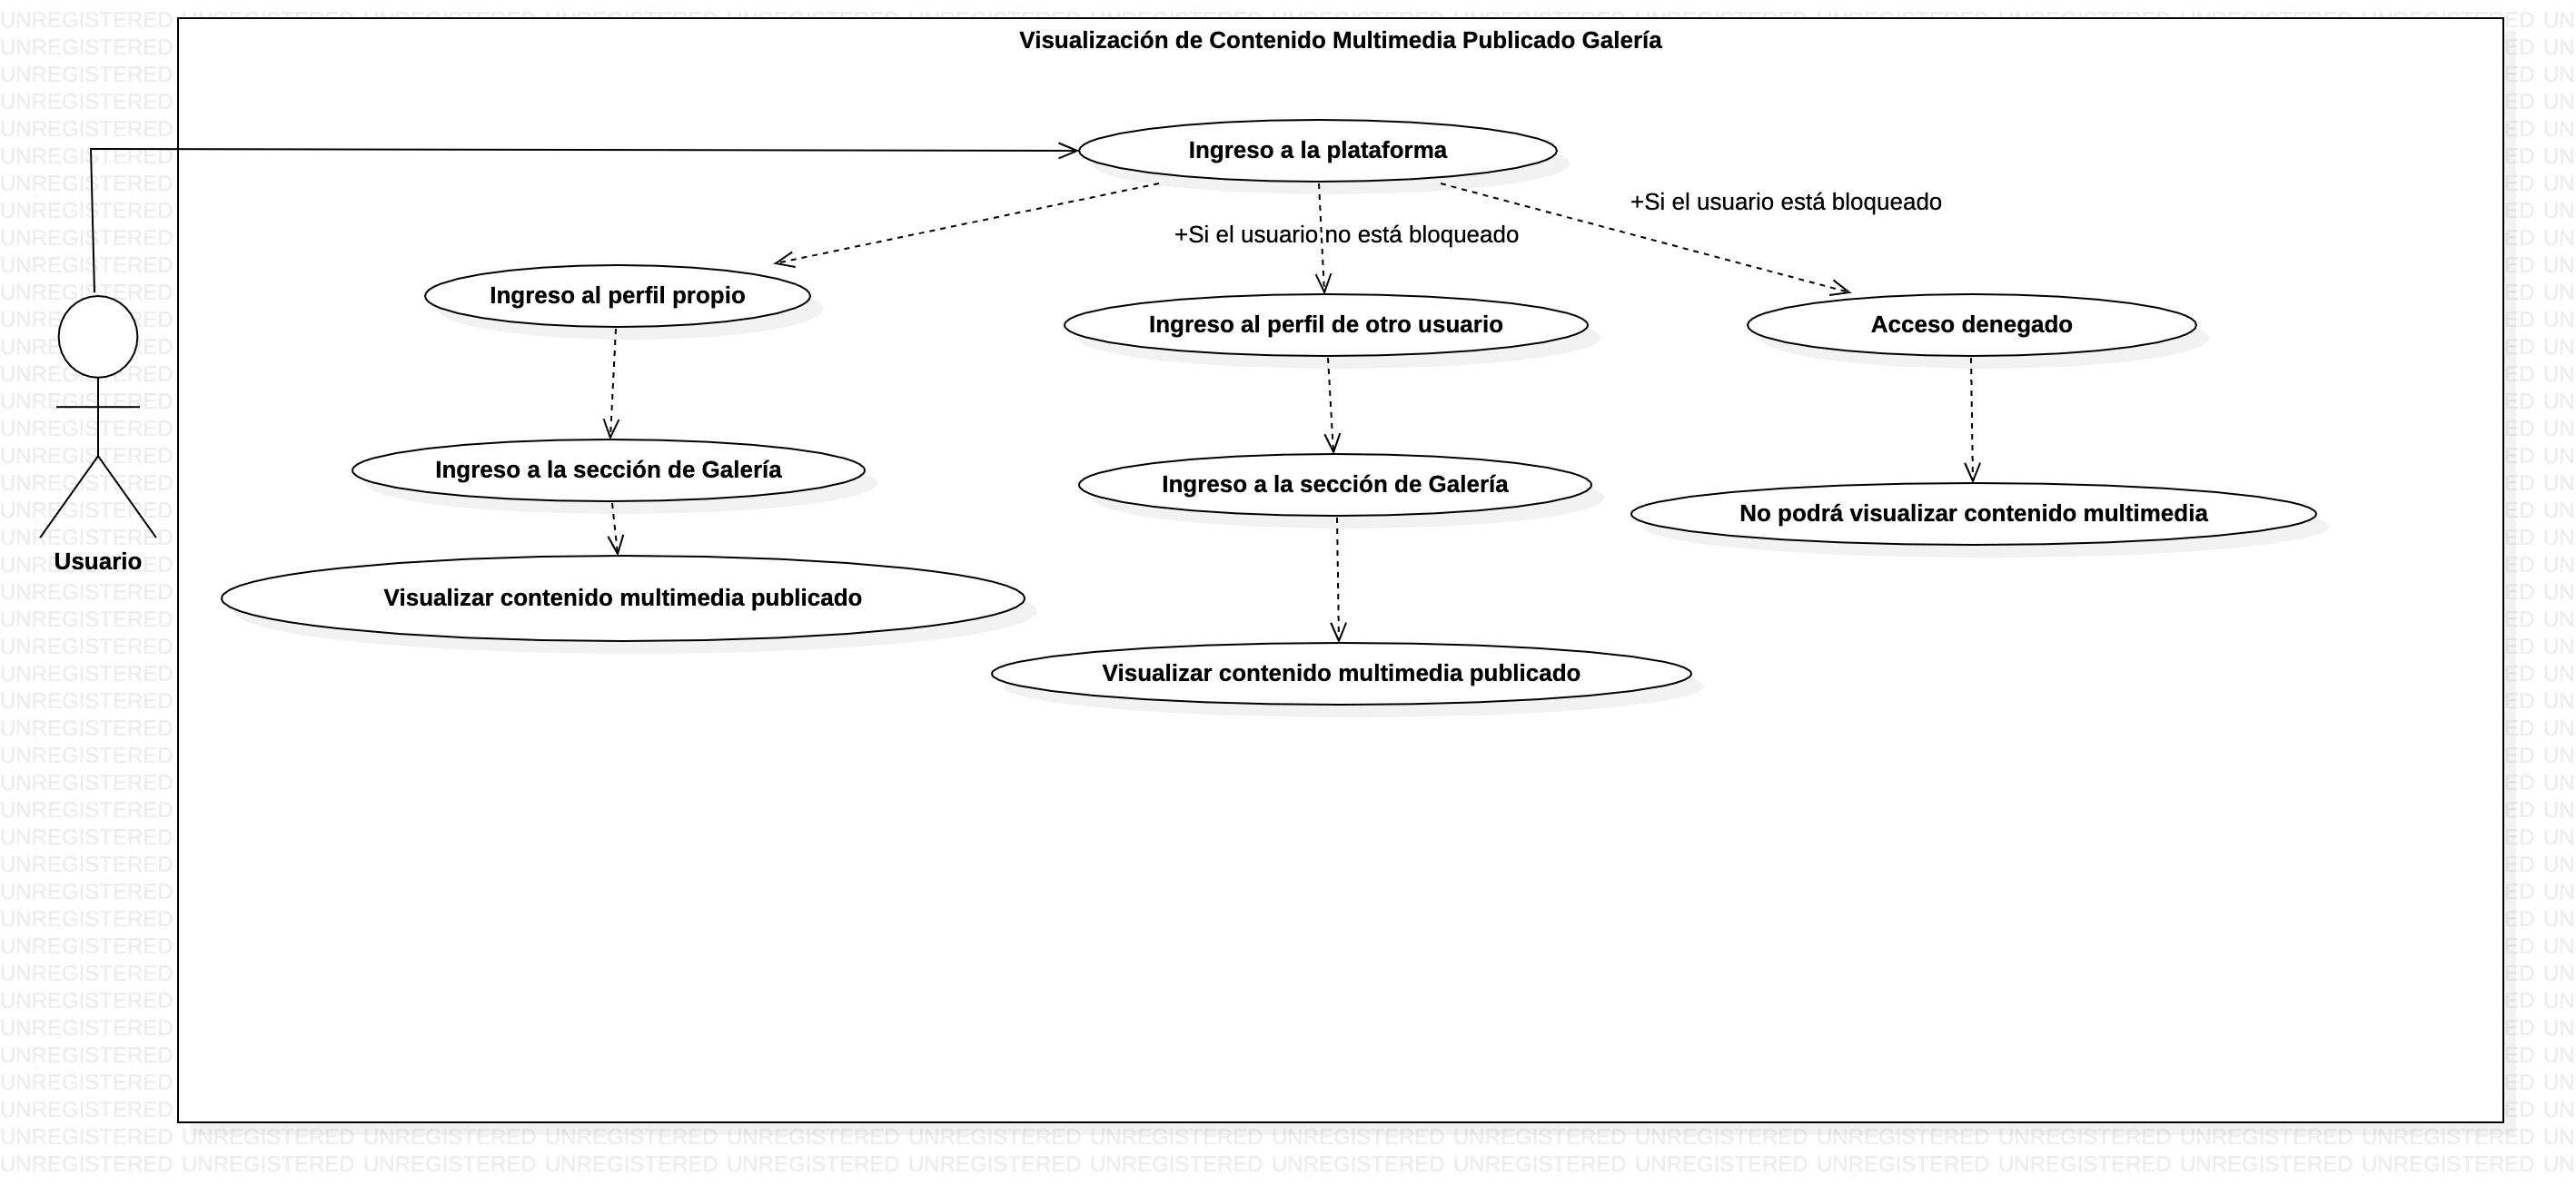 Visualización de Contenido Multimedia Publicado Galería
Ingreso a la plataforma
+Si el usuario está bloqueado
+Si el usuario no está bloqueado
Ingreso al perfil propio
Ingreso al perfil de otro usuario
Acceso denegado
Ingreso a la sección de Galería
Ingreso a la sección de Galería
No podrá visualizar contenido multimedia
Usuario
Visualizar contenido multimedia publicado
Visualizar contenido multimedia publicado
UNREGISTERED